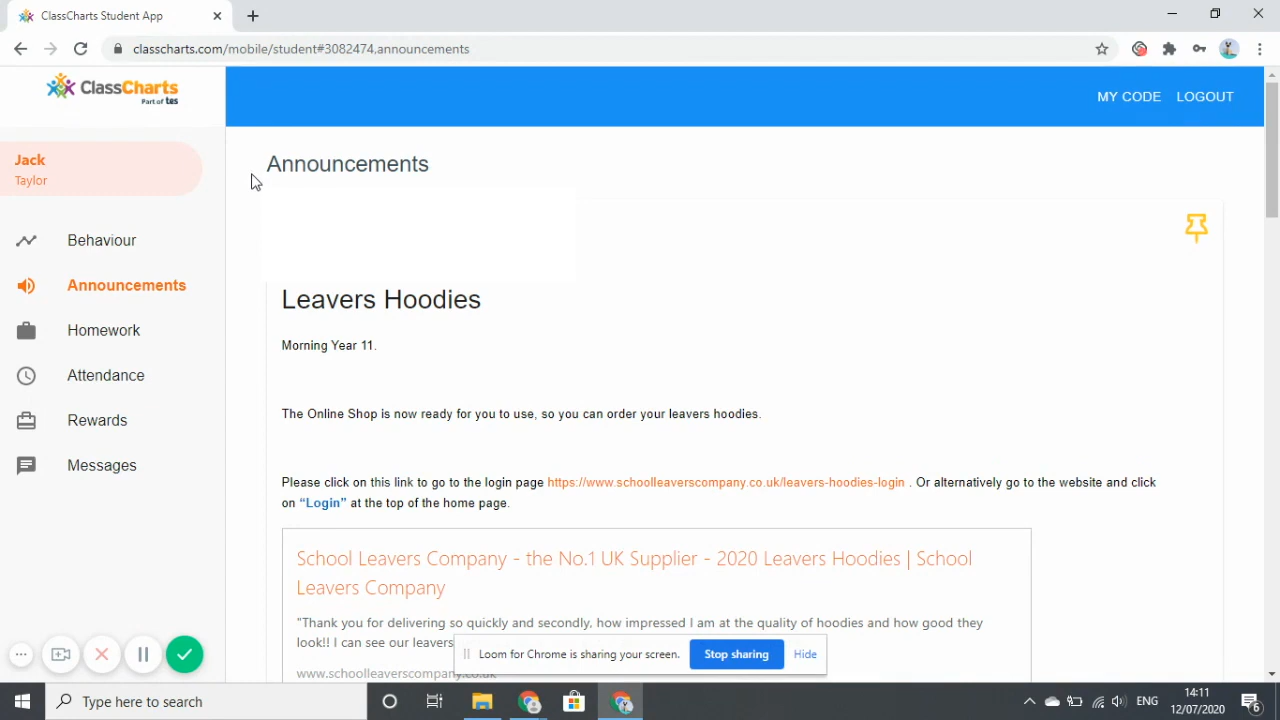 ClassCharts Student App
classcharts.com/mobile/student#3082474,announcements
ClassCharts
Part of tes
MY CODE LOGOUT
Jack
Taylor
Behaviour
Announcements
Homework
Attendance
Rewards
Messages
Announcements
Leavers Hoodies
Morning Year 11.
The Online Shop is now ready for you to use, so you can order your leavers hoodies.
Please click on this link to go to the login page https://www.schoolleaverscompany.co.uk/leavers-hoodies-login . Or alternatively go to the website and click
on “Login” at the top of the home page.
School Leavers Company - the No.1 UK Supplier - 2020 Leavers Hoodies | School
Leavers Company
"Thank you for delivering so quickly and secondly, how impressed I am at the quality of hoodies and how good they
look!! I can see our leavers
www.schoolleaverscompany.co.uk
Loom for Chrome is sharing your screen. Stop sharing Hide
Type here to search
ENG
14:11
12/07/2020
6